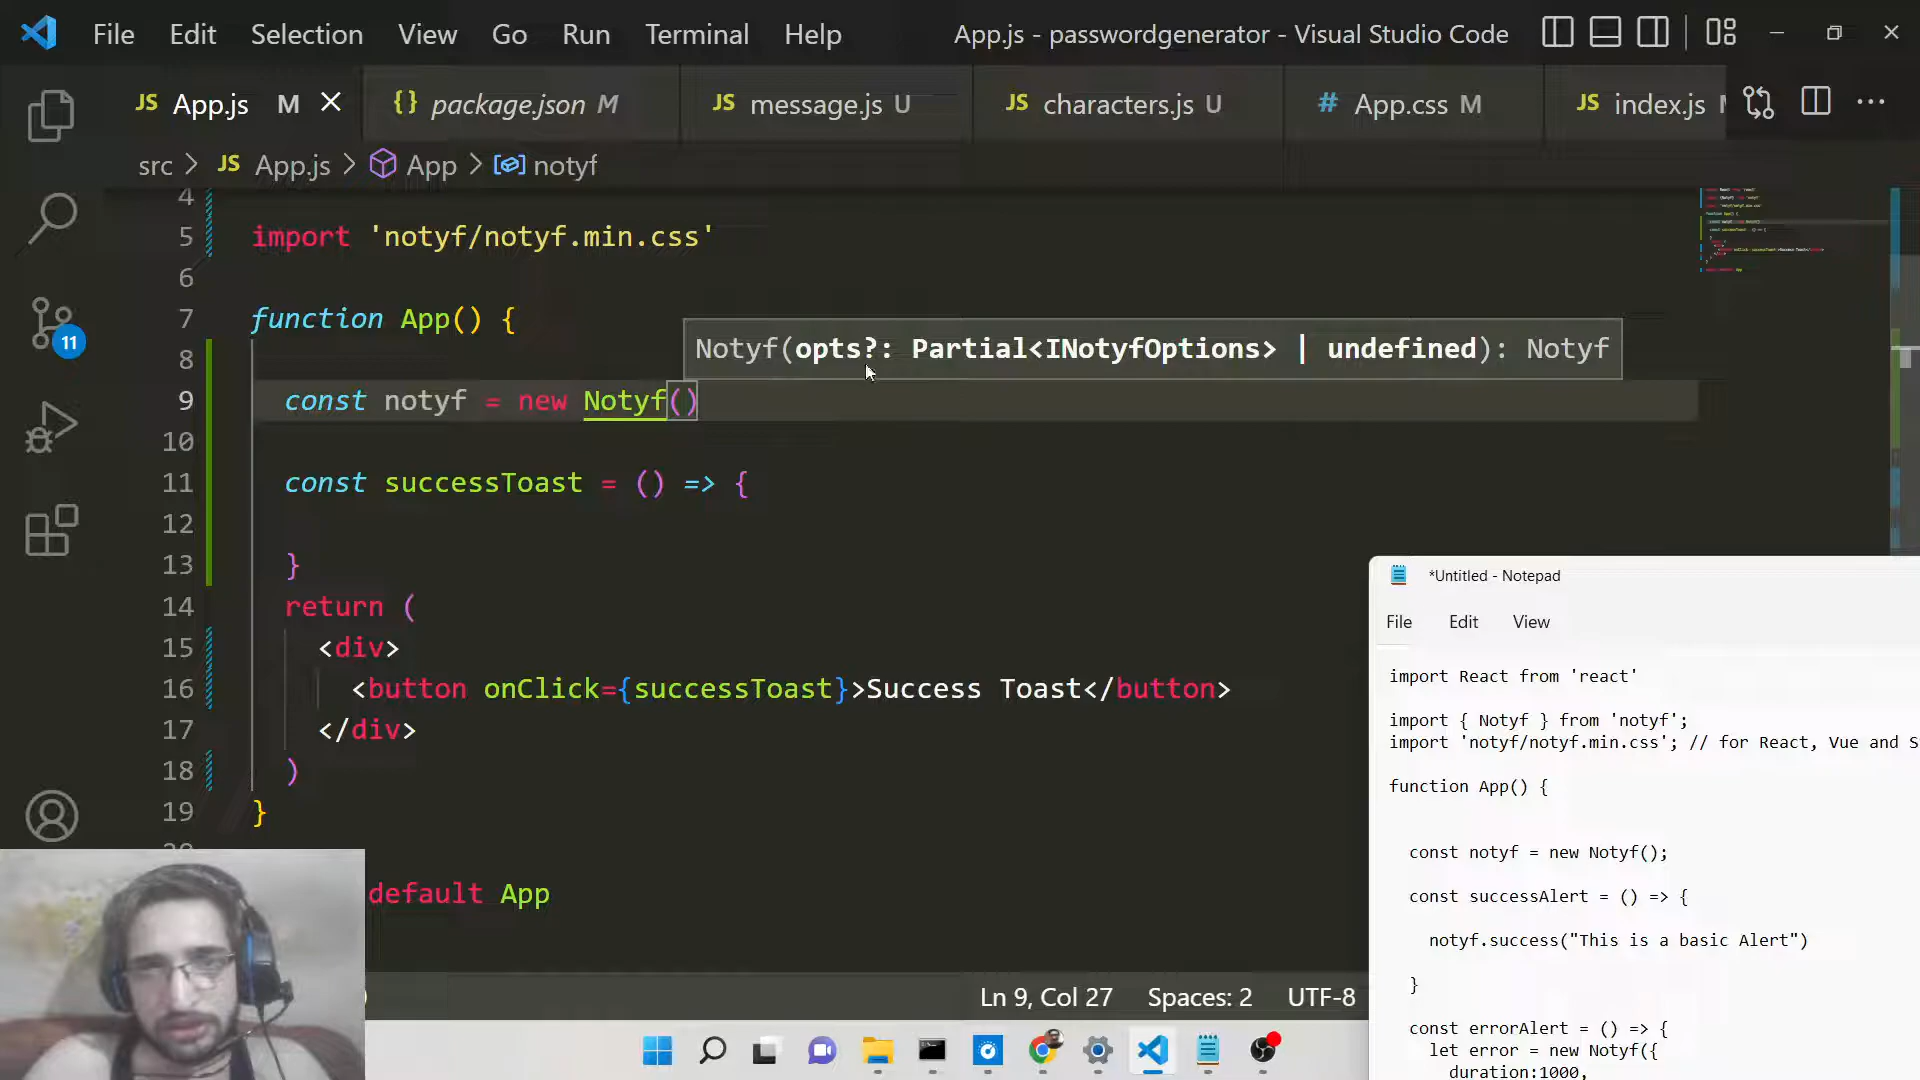 File Edit Selection View Go Run Terminal Help App.js - passwordgenerator - Visual Studio Code
JS App.js M {} package.json M JS message.js U JS characters.js U # App.css M JS index.js
src > JS App.js > App > notyf
4
5 import 'notyf/notyf.min.css'
6
7 function App() {
Notyf(opts?: Partial<INotyfOptions> | undefined): Notyf
8
9 const notyf = new Notyf()
10
11 const successToast = () => {
12
13 }
14 return (
15 <div>
16 <button onClick={successToast}>Success Toast</button>
17 </div>
18 )
19 }
default App
11
Ln 9, Col 27 Spaces: 2 UTF-8
*Untitled - Notepad
File Edit View
import React from 'react'
import { Notyf } from 'notyf';
import 'notyf/notyf.min.css'; // for React, Vue and S
function App() {
const notyf = new Notyf();
const successAlert = () => {
notyf.success("This is a basic Alert")
}
const errorAlert = () => {
let error = new Notyf({
duration:1000,